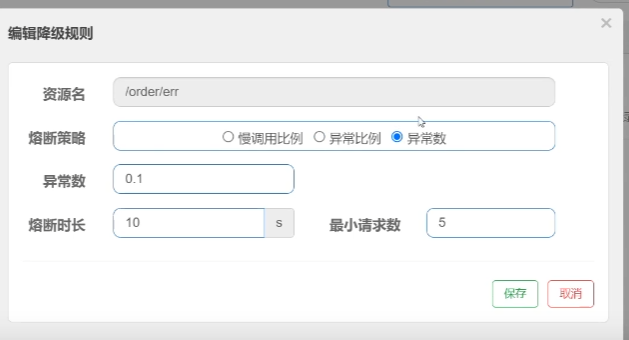 编辑降级规则
×
资源名 /order/err
熔断策略 慢调用比例 异常比例 异常数
异常数 0.1
熔断时长 10 s 最小请求数 5
保存 取消